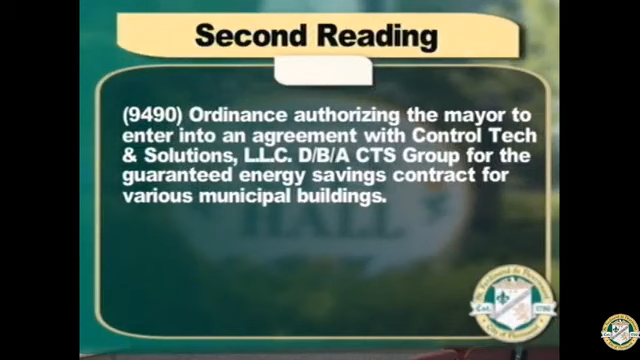 Second Reading
(9490) Ordinance authorizing the mayor to
enter into an agreement with Control Tech
& Solutions, L.L.C. D/B/A CTS Group for the
guaranteed energy savings contract for
various municipal buildings.
HALL